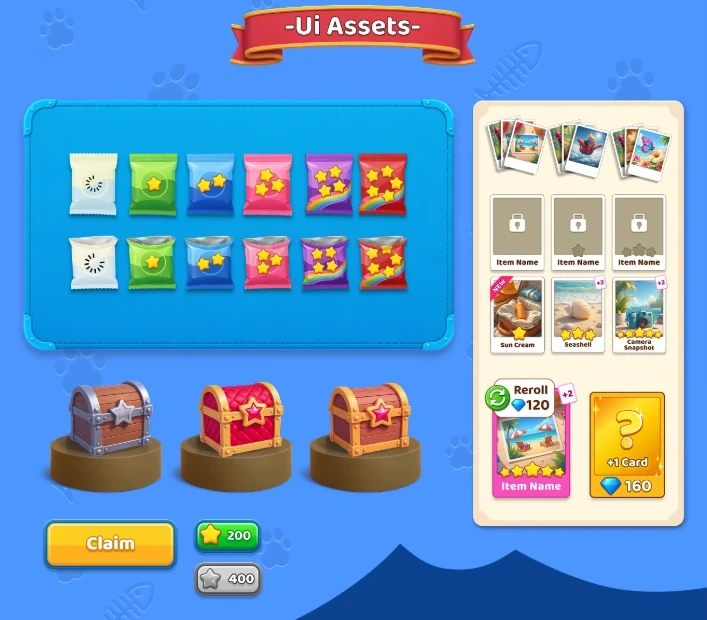 -Ui Assets-
Item Name
Item Name
Item Name
NEW
+2
+2
Sun Cream
Seashell
Camera
Snapshot
Reroll
120
+2
Item Name
?
+1 Card
160
Claim
200
400